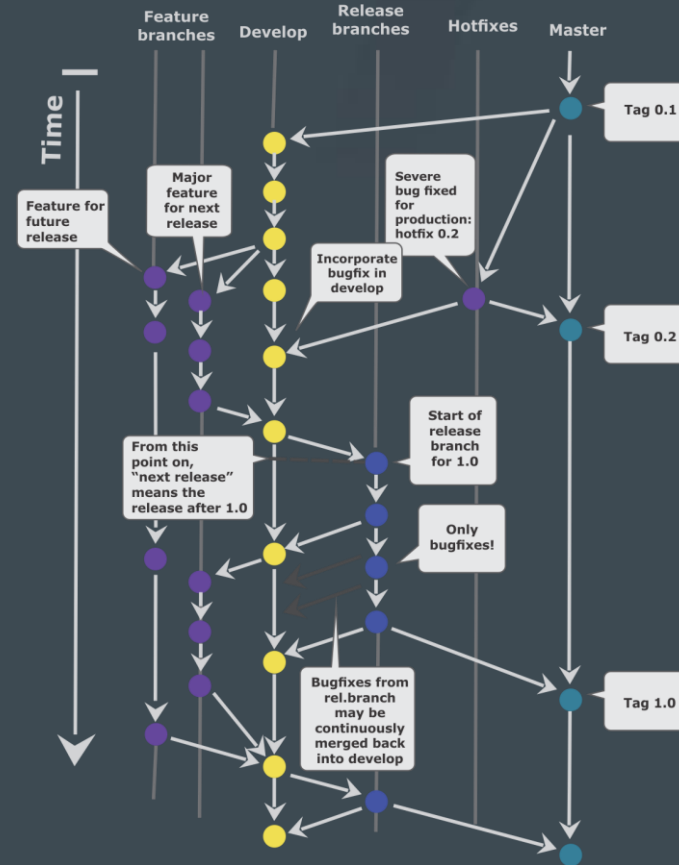 Feature
branches
Develop
Release
branches
Hotfixes
Master
Time
Tag 0.1
Major
feature
for next
release
Severe
bug fixed
for
production:
hotfix 0.2
Feature for
future
release
Incorporate
bugfix in
develop
Tag 0.2
Start of
release
branch
for 1.0
From this
point on,
“next release”
means the
release after 1.0
Only
bugfixes!
Bugfixes from
rel.branch
may be
continuously
merged back
into develop
Tag 1.0